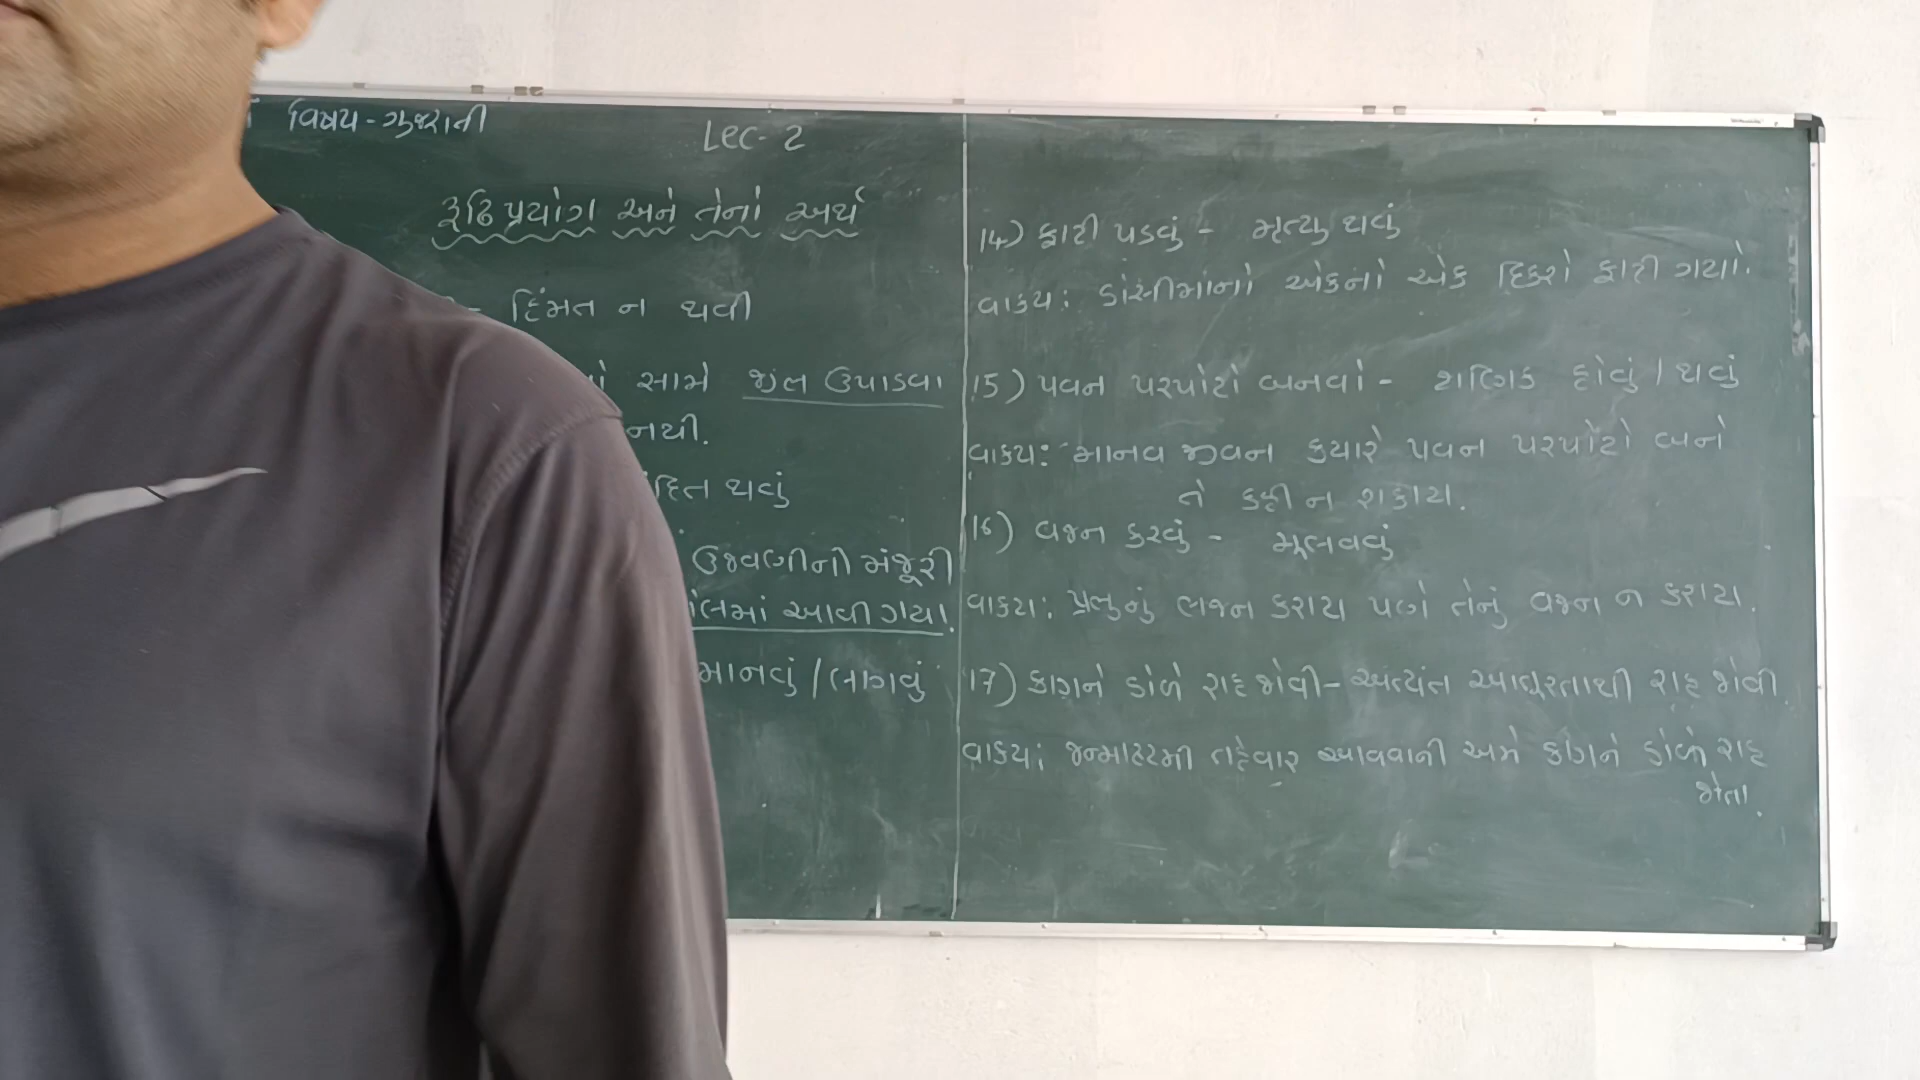 વિષય - ગુજરાતી
Lec - 2
રૂઢિપ્રયોગ અને તેનો અર્થ
- હિંમત ન થવી
સામે જીભ ઉપાડવા
નથી.
થવું
ઉજવણીની મંજૂરી
આવી ગયા.
માનવું / લાગવું
14) ફાટી પડવું - મૃત્યુ થવું
વાક્ય: ડોસીમાંનો એકનો એક દિકરો ફાટી ગયો.
15) પવન પરપોટો બનવો - ક્ષણિક હોવું / થવું
વાક્ય: માનવ જીવન ક્યારે પવન પરપોટો બને
તે કહી ન શકાય.
16) વજન કરવું - મૂલવવું
વાક્ય: પ્રભુનું ભજન કરાય પણ તેનું વજન ન કરાય.
17) કાગને ડોળે રાહ જોવી - અત્યંત આતૂરતાથી રાહ જોવી
વાક્ય: જન્માષ્ટમી તહેવાર આવવાની અમે કાગને ડોળે રાહ
જોતા.